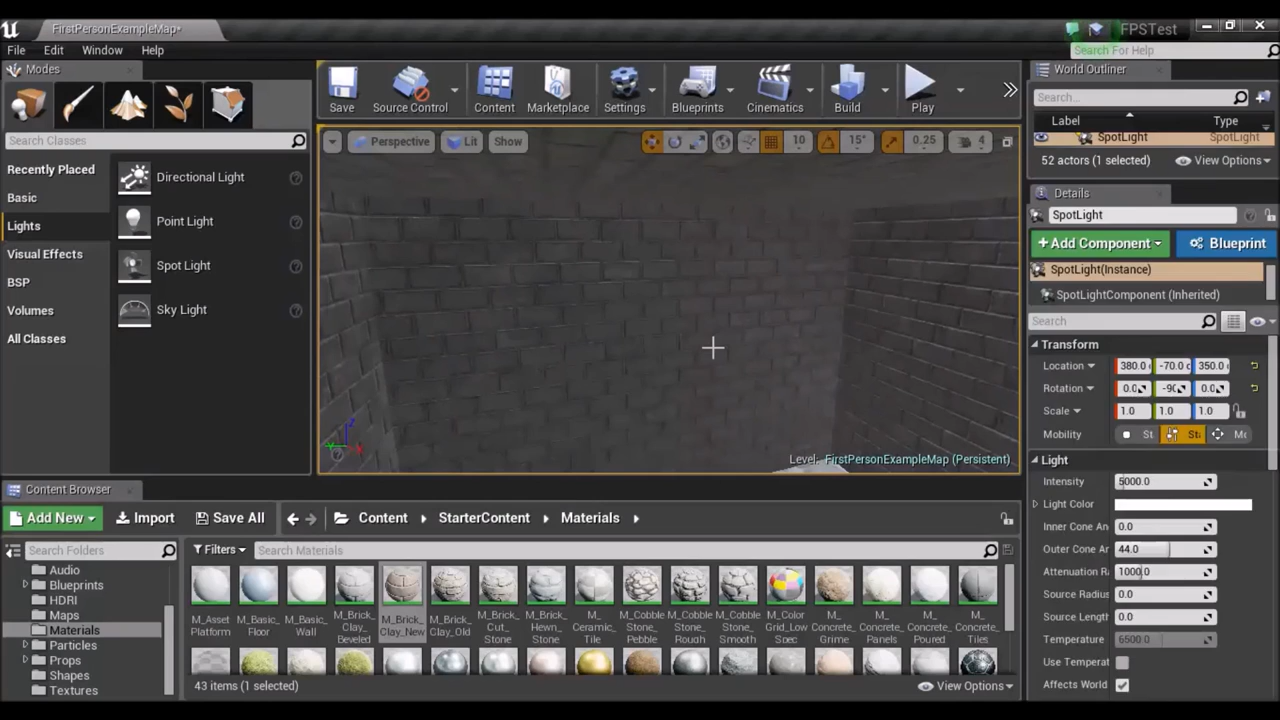 FirstPersonExampleMap*
FPSTest
File Edit Window Help
Search For Help
Modes
Search Classes
Recently Placed
Basic
Lights
Visual Effects
BSP
Volumes
All Classes
Directional Light
Point Light
Spot Light
Sky Light
Save
Source Control
Content
Marketplace
Settings
Blueprints
Cinematics
Build
Play
Perspective
Lit
Show
10
15°
0.25
4
Level: FirstPersonExampleMap (Persistent)
World Outliner
Search...
Label Type
SpotLight SpotLight
52 actors (1 selected) View Options
Details
SpotLight
+Add Component
Blueprint
SpotLight(Instance)
SpotLightComponent (Inherited)
Search
Transform
Location 380.0 -70.0 350.0
Rotation 0.0 -90 0.0
Scale 1.0 1.0 1.0
Mobility St Sta Mo
Light
Intensity 5000.0
Light Color
Inner Cone An 0.0
Outer Cone Ar 44.0
Attenuation Ra 1000.0
Source Radius 0.0
Source Length 0.0
Temperature 6500.0
Use Temperat
Affects World
Content Browser
Add New
Import
Save All
Content
StarterContent
Materials
Search Folders
Filters
Search Materials
Audio
Blueprints
HDRI
Maps
Materials
Particles
Props
Shapes
Textures
M_Asset Platform
M_Basic_ Floor
M_Basic_ Wall
M_Brick_ Clay_ Beveled
M_Brick_ Clay_New
M_Brick_ Clay_Old
M_Brick_ Cut_ Stone
M_Brick_ Hewn_ Stone
M_ Ceramic_ Tile
M_Cobble Stone_ Pebble
M_Cobble Stone_ Rough
M_Cobble Stone_ Smooth
M_Color Grid_Low Spec
M_ Concrete_ Grime
M_ Concrete_ Panels
M_ Concrete_ Poured
M_ Concrete_ Tiles
43 items (1 selected)
View Options